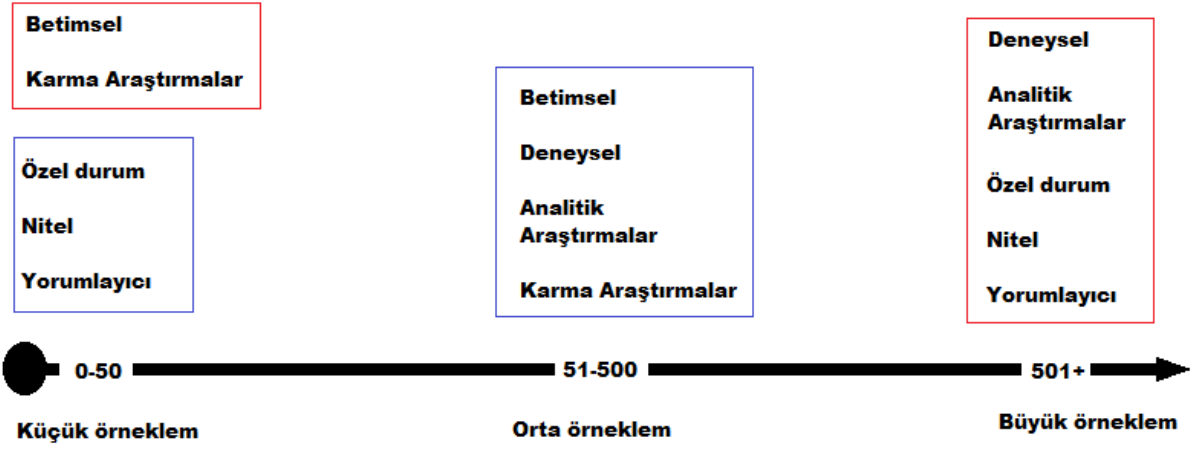 Betimsel
Karma Araştırmalar
Özel durum
Nitel
Yorumlayıcı
Betimsel
Deneysel
Analitik
Araştırmalar
Karma Araştırmalar
Deneysel
Analitik
Araştırmalar
Özel durum
Nitel
Yorumlayıcı
0-50
51-500
501+
Küçük örneklem
Orta örneklem
Büyük örneklem